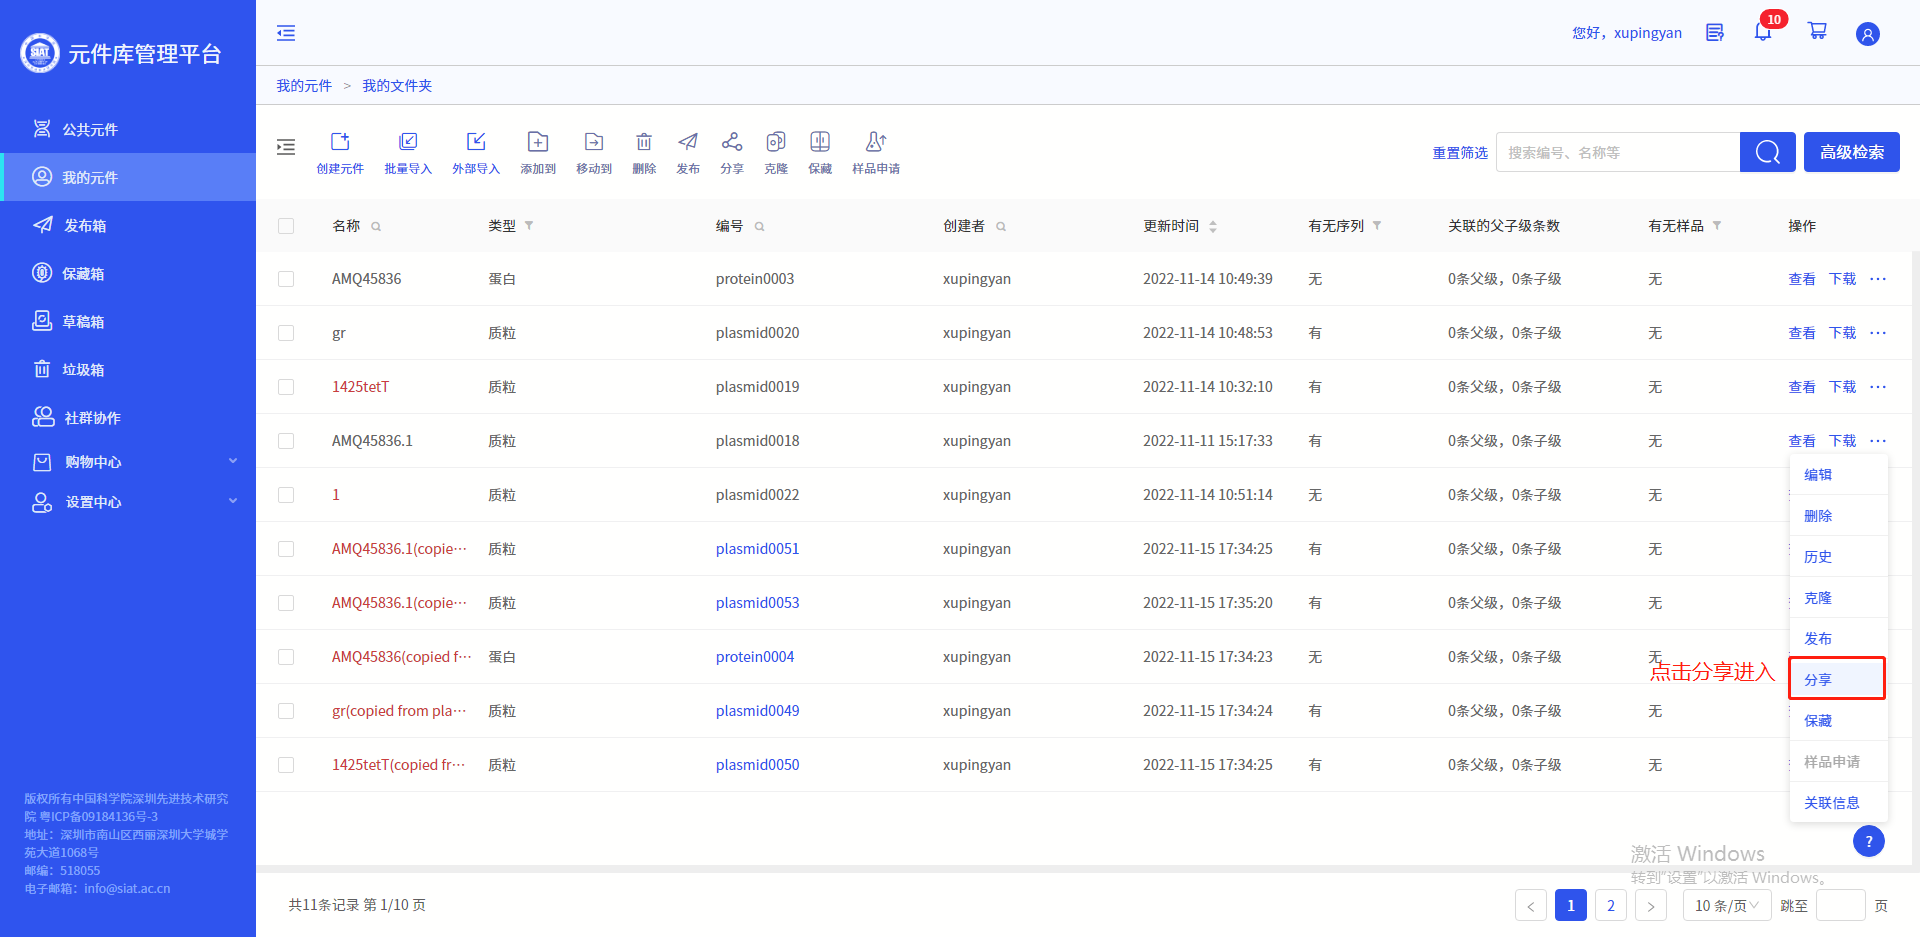 元件库管理平台
公共元件
我的元件
发布箱
保藏箱
草稿箱
垃圾箱
社群协作
购物中心
设置中心
版权所有中国科学院深圳先进技术研究
院 粤ICP备09184136号-3
地址：深圳市南山区西丽深圳大学城学
苑大道1068号
邮编：518055
电子邮箱：info@siat.ac.cn
您好，xupingyan
10
我的元件 > 我的文件夹
创建元件 批量导入 外部导入 添加到 移动到 删除 发布 分享 克隆 保藏 样品申请
重置筛选 搜索编号、名称等 高级检索
名称 类型 编号 创建者 更新时间 有无序列 关联的父子级条数 有无样品 操作
AMQ45836 蛋白 protein0003 xupingyan 2022-11-14 10:49:39 无 0条父级，0条子级 无 查看 下载 ···
gr 质粒 plasmid0020 xupingyan 2022-11-14 10:48:53 有 0条父级，0条子级 无 查看 下载 ···
1425tetT 质粒 plasmid0019 xupingyan 2022-11-14 10:32:10 有 0条父级，0条子级 无 查看 下载 ···
AMQ45836.1 质粒 plasmid0018 xupingyan 2022-11-11 15:17:33 有 0条父级，0条子级 无 查看 下载 ···
1 质粒 plasmid0022 xupingyan 2022-11-14 10:51:14 无 0条父级，0条子级 无
AMQ45836.1(copie··· 质粒 plasmid0051 xupingyan 2022-11-15 17:34:25 有 0条父级，0条子级 无
AMQ45836.1(copie··· 质粒 plasmid0053 xupingyan 2022-11-15 17:35:20 有 0条父级，0条子级 无
AMQ45836(copied f··· 蛋白 protein0004 xupingyan 2022-11-15 17:34:23 无 0条父级，0条子级 无
gr(copied from pla··· 质粒 plasmid0049 xupingyan 2022-11-15 17:34:24 有 0条父级，0条子级 无
1425tetT(copied fr··· 质粒 plasmid0050 xupingyan 2022-11-15 17:34:25 有 0条父级，0条子级 无
编辑
删除
历史
克隆
发布
点击分享进入
分享
保藏
样品申请
关联信息
?
激活 Windows
转到"设置"以激活 Windows。
共11条记录 第 1/10 页
< 1 2 > 10 条/页 跳至 页